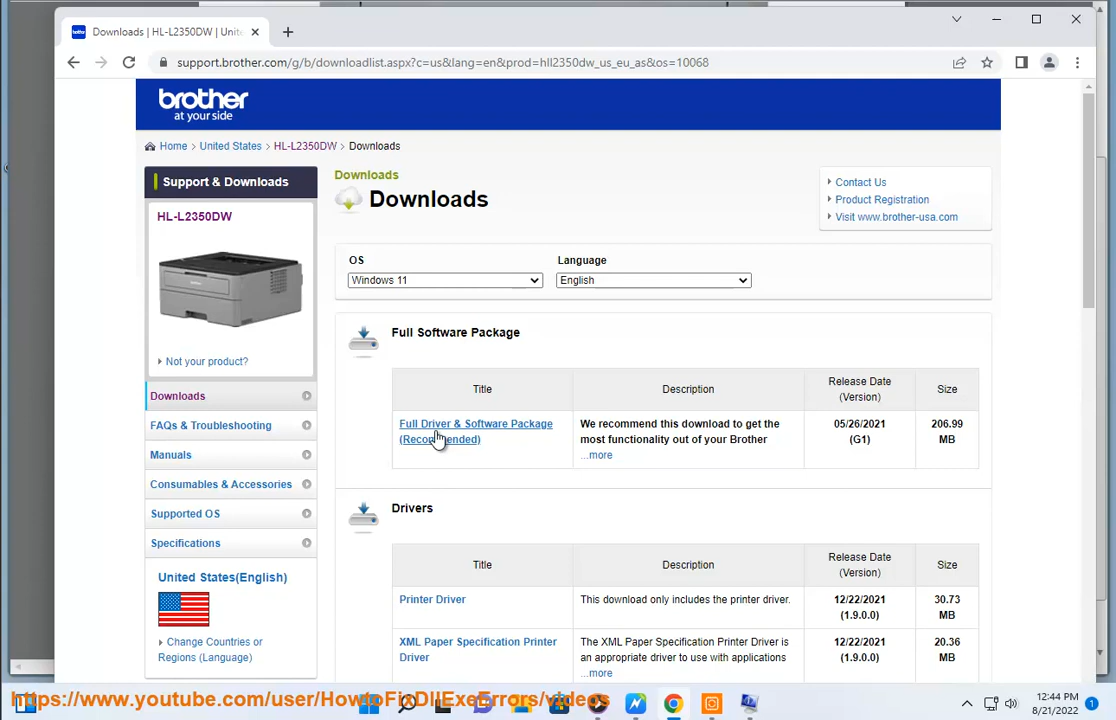 Downloads | HL-L2350DW | Unite
support.brother.com/g/b/downloadlist.aspx?c=us&lang=en&prod=hll2350dw_us_eu_as&os=10068
brother
at your side
Home > United States > HL-L2350DW > Downloads
Support & Downloads
HL-L2350DW
Not your product?
Downloads
FAQs & Troubleshooting
Manuals
Consumables & Accessories
Supported OS
Specifications
United States(English)
Change Countries or
Regions (Language)
Downloads
Downloads
Contact Us
Product Registration
Visit www.brother-usa.com
OS
Language
Windows 11
English
Full Software Package
Title
Description
Release Date
(Version)
Size
Full Driver & Software Package
(Recommended)
We recommend this download to get the
most functionality out of your Brother
...more
05/26/2021
(G1)
206.99
MB
Drivers
Title
Description
Release Date
(Version)
Size
Printer Driver
This download only includes the printer driver.
12/22/2021
(1.9.0.0)
30.73
MB
XML Paper Specification Printer
Driver
The XML Paper Specification Printer Driver is
an appropriate driver to use with applications
...more
12/22/2021
(1.9.0.0)
20.36
MB
https://www.youtube.com/user/HowtoFixDllExeErrors/videos
12:44 PM
8/21/2022
1